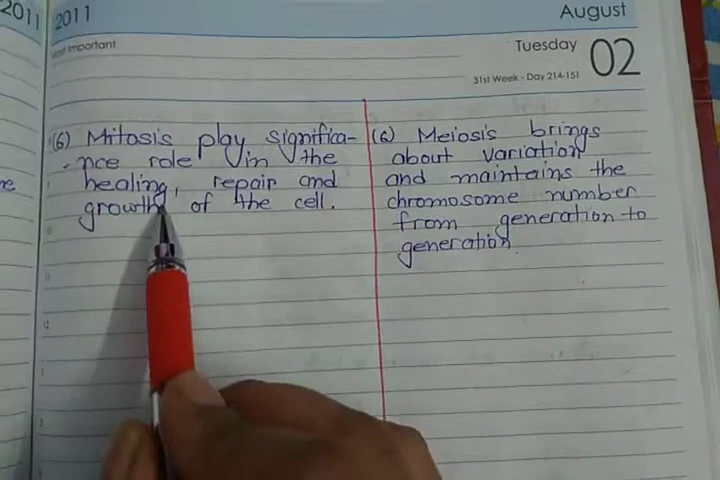 2011
2011
August
Most Important
Tuesday
02
31st Week - Day 214-151
(6) Mitosis play significa-
-nce role in the
healing, repair and
growth of the cell.
(6) Meiosis brings
about variation
and maintains the
chromosome number
from generation to
generation